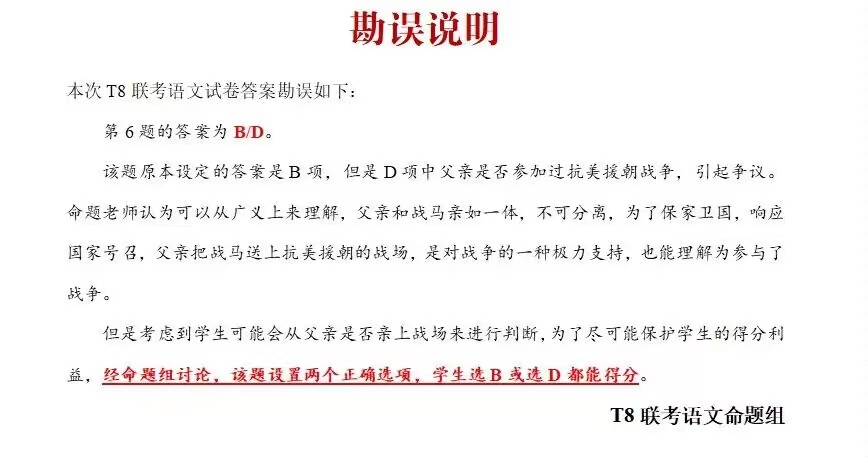 勘误说明
本次 T8 联考语文试卷答案勘误如下：
第 6 题的答案为 B/D。
该题原本设定的答案是 B 项，但是 D 项中父亲是否参加过抗美援朝战争，引起争议。
命题老师认为可以从广义上来理解，父亲和战马亲如一体，不可分离，为了保家卫国，响应
国家号召，父亲把战马送上抗美援朝的战场，是对战争的一种极力支持，也能理解为参与了
战争。
但是考虑到学生可能会从父亲是否亲上战场来进行判断，为了尽可能保护学生的得分利
益，经命题组讨论，该题设置两个正确选项，学生选 B 或选 D 都能得分。
T8 联考语文命题组